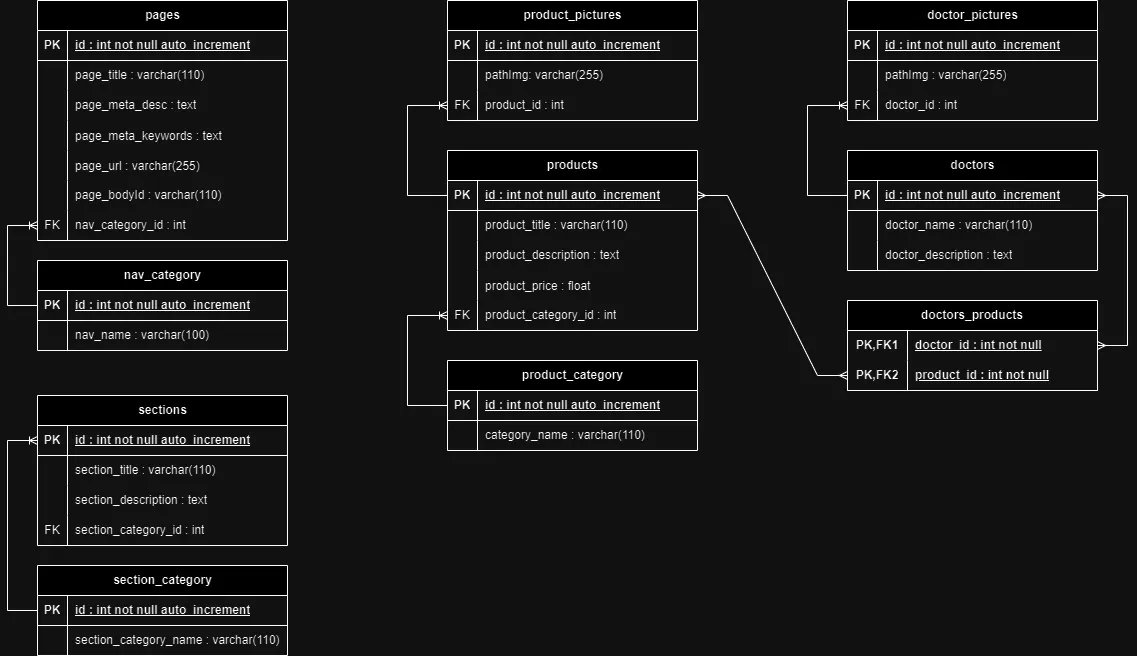 pages
PK id : int not null auto_increment
page_title : varchar(110)
page_meta_desc : text
page_meta_keywords : text
page_url : varchar(255)
page_bodyId : varchar(110)
FK nav_category_id : int
nav_category
PK id : int not null auto_increment
nav_name : varchar(100)
sections
PK id : int not null auto_increment
section_title : varchar(110)
section_description : text
FK section_category_id : int
section_category
PK id : int not null auto_increment
section_category_name : varchar(110)
product_pictures
PK id : int not null auto_increment
pathImg: varchar(255)
FK product_id : int
products
PK id : int not null auto_increment
product_title : varchar(110)
product_description : text
product_price : float
FK product_category_id : int
product_category
PK id : int not null auto_increment
category_name : varchar(110)
doctor_pictures
PK id : int not null auto_increment
pathImg : varchar(255)
FK doctor_id : int
doctors
PK id : int not null auto_increment
doctor_name : varchar(110)
doctor_description : text
doctors_products
PK,FK1 doctor_id : int not null
PK,FK2 product_id : int not null